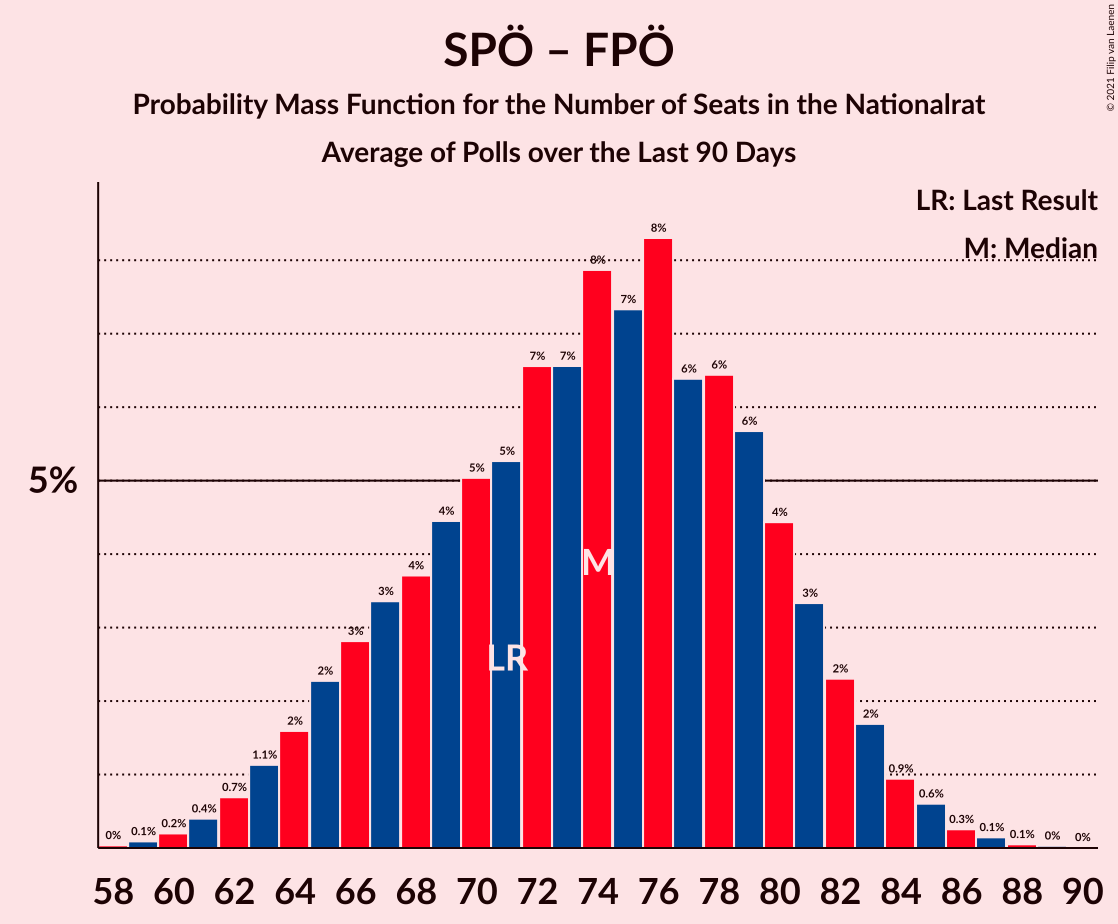 SPÖ – FPÖ
Probability Mass Function for the Number of Seats in the Nationalrat
Average of Polls over the Last 90 Days
© 2021 Filip van Laenen
LR: Last Result
M: Median
5%
0% 0.1% 0.2% 0.4% 0.7% 1.1% 2% 2% 3% 3% 4% 4% 5% 5% 7% 7% 8% 7% 8% 6% 6% 6% 4% 3% 2% 2% 0.9% 0.6% 0.3% 0.1% 0.1% 0% 0%
M
LR
58 60 62 64 66 68 70 72 74 76 78 80 82 84 86 88 90